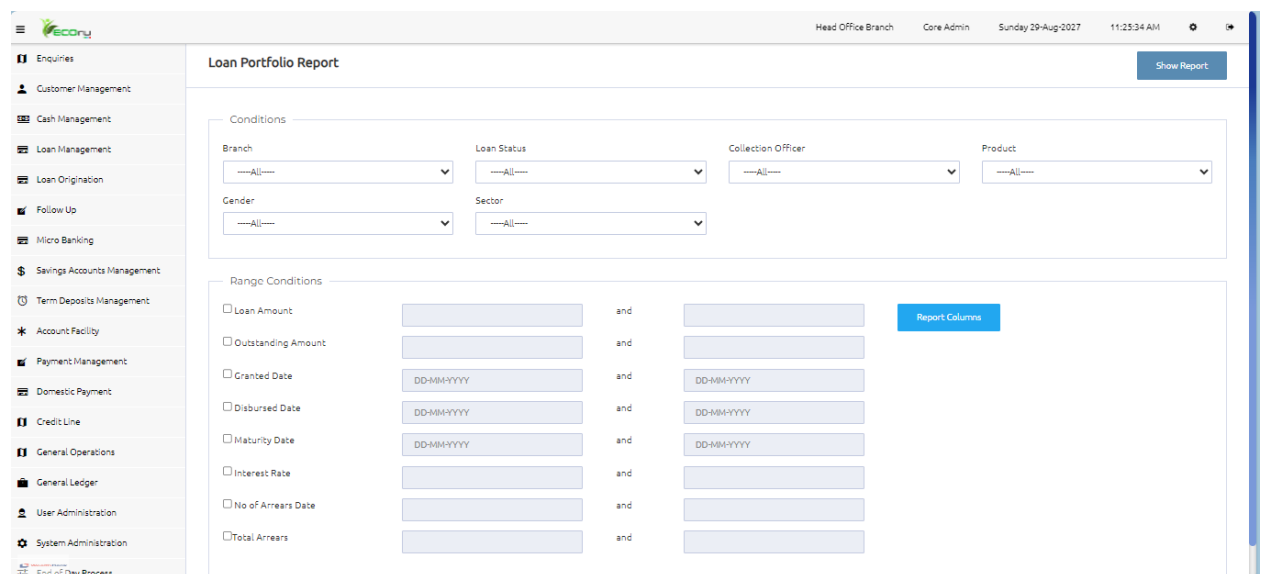 ecory
Head Office Branch Core Admin Sunday 29-Aug-2027 11:25:34 AM
Enquiries
Customer Management
Cash Management
Loan Management
Loan Origination
Follow Up
Micro Banking
Savings Accounts Management
Term Deposits Management
Account Facility
Payment Management
Domestic Payment
Credit Line
General Operations
General Ledger
User Administration
System Administration
End of Day Process
Loan Portfolio Report
Show Report
Conditions
Branch Loan Status Collection Officer Product
-----All----- -----All----- -----All----- -----All-----
Gender Sector
-----All----- -----All-----
Range Conditions
Loan Amount and Report Columns
Outstanding Amount and
Granted Date DD-MM-YYYY and DD-MM-YYYY
Disbursed Date DD-MM-YYYY and DD-MM-YYYY
Maturity Date DD-MM-YYYY and DD-MM-YYYY
Interest Rate and
No of Arrears Date and
Total Arrears and